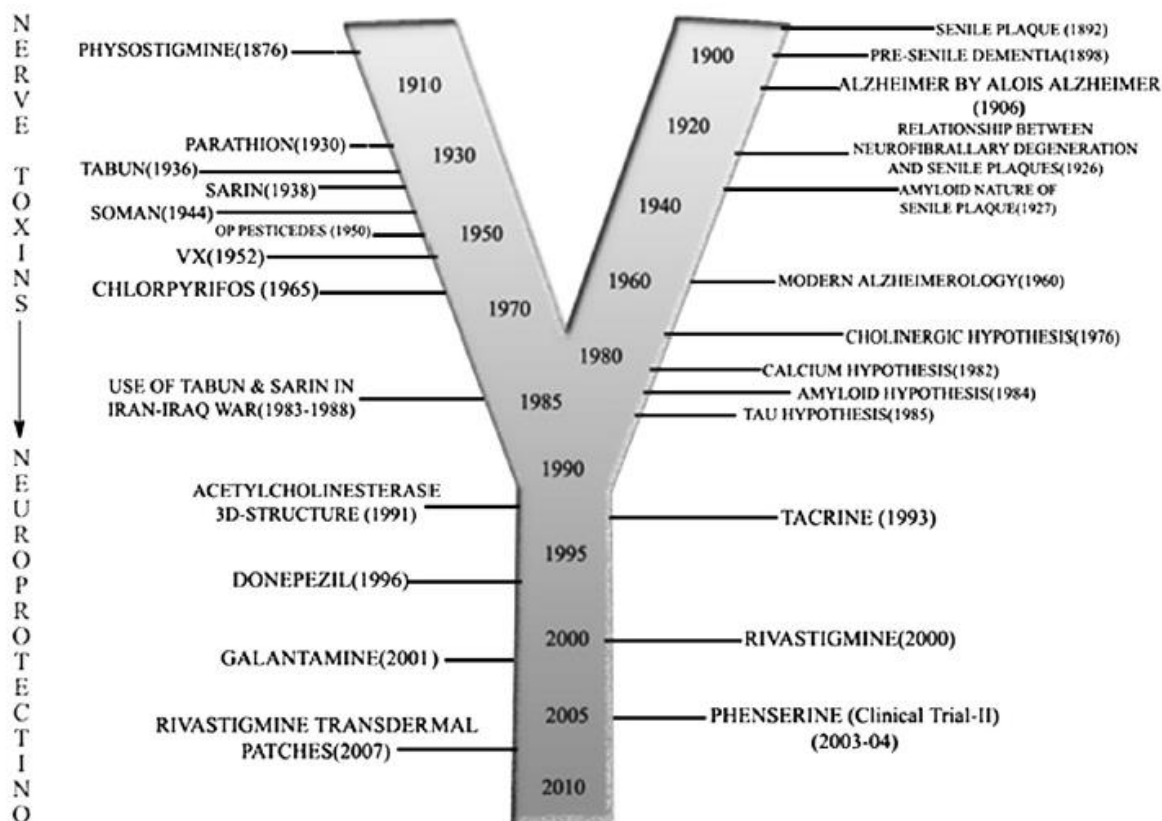 NERVE TOXINS
NEUROPROTECTINO
PHYSOSTIGMINE(1876)
PARATHION(1930)
TABUN(1936)
SARIN(1938)
SOMAN(1944)
OP PESTICEDES (1950)
VX(1952)
CHLORPYRIFOS (1965)
USE OF TABUN & SARIN IN
IRAN-IRAQ WAR(1983-1988)
ACETYLCHOLINESTERASE
3D-STRUCTURE (1991)
DONEPEZIL(1996)
GALANTAMINE(2001)
RIVASTIGMINE TRANSDERMAL
PATCHES(2007)
1910
1930
1950
1970
1985
1900
1920
1940
1960
1980
1990
1995
2000
2005
2010
SENILE PLAQUE (1892)
PRE-SENILE DEMENTIA(1898)
ALZHEIMER BY ALOIS ALZHEIMER
(1906)
RELATIONSHIP BETWEEN
NEUROFIBRALLARY DEGENERATION
AND SENILE PLAQUES(1926)
AMYLOID NATURE OF
SENILE PLAQUE(1927)
MODERN ALZHEIMEROLOGY(1960)
CHOLINERGIC HYPOTHESIS(1976)
CALCIUM HYPOTHESIS(1982)
AMYLOID HYPOTHESIS(1984)
TAU HYPOTHESIS(1985)
TACRINE (1993)
RIVASTIGMINE(2000)
PHENSERINE (Clinical Trial-II)
(2003-04)